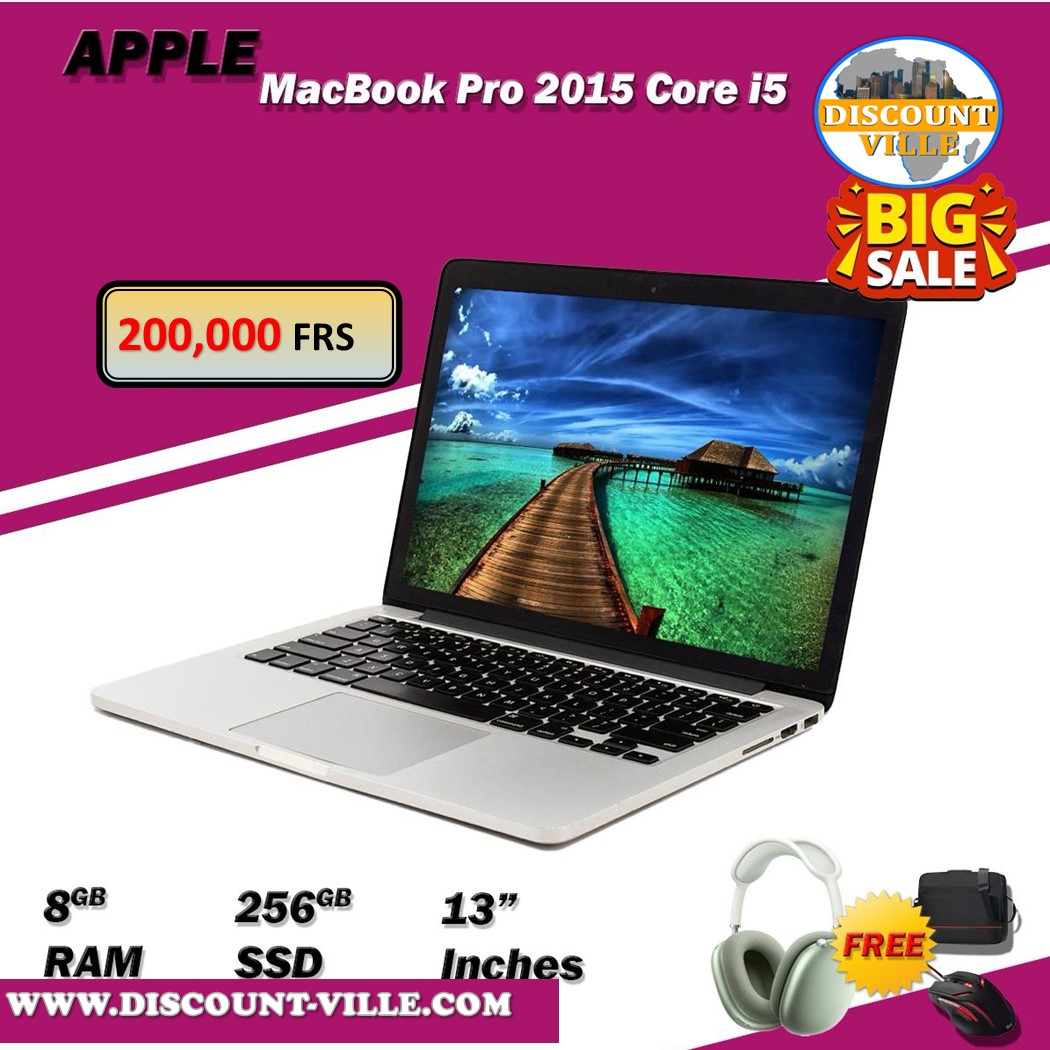 APPLE
MacBook Pro 2015 Core i5
DISCOUNT
VILLE
BIG
SALE
200,000 FRS
8GB
RAM
256GB
SSD
13”
Inches
FREE
WWW.DISCOUNT-VILLE.COM